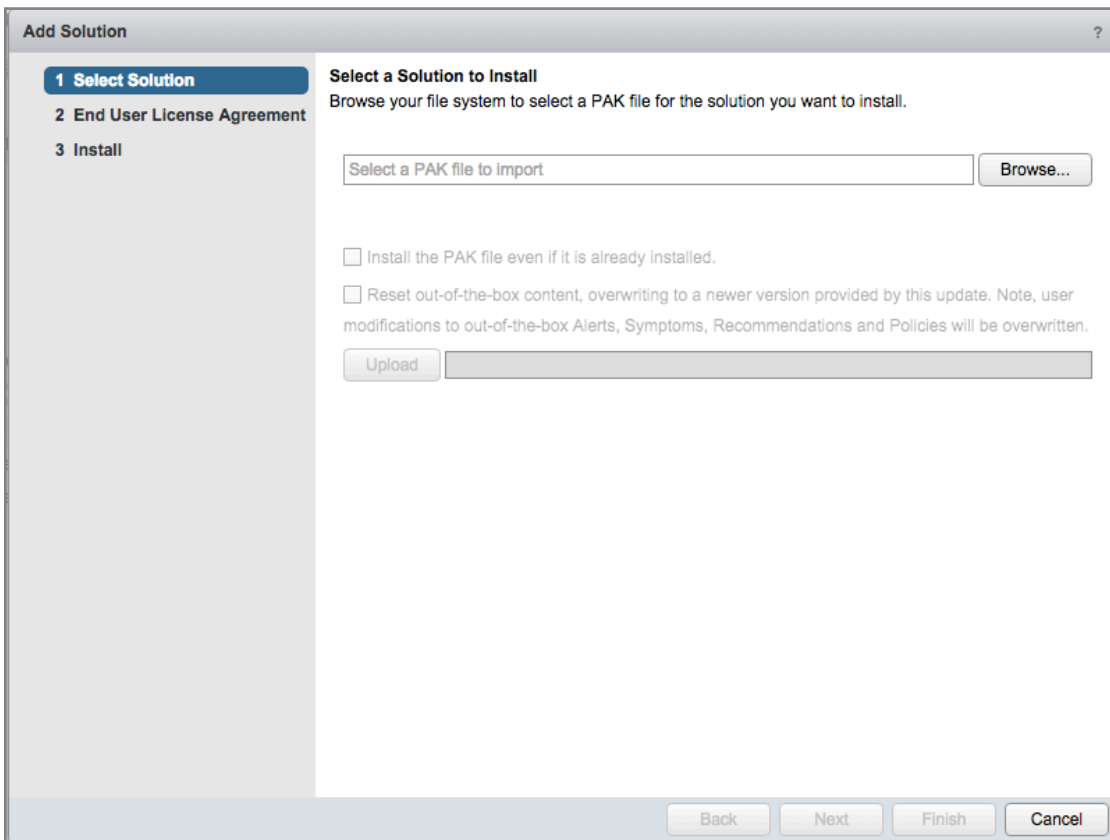 Add Solution
?
1 Select Solution
2 End User License Agreement
3 Install
Select a Solution to Install
Browse your file system to select a PAK file for the solution you want to install.
Select a PAK file to import
Browse...
Install the PAK file even if it is already installed.
Reset out-of-the-box content, overwriting to a newer version provided by this update. Note, user
modifications to out-of-the-box Alerts, Symptoms, Recommendations and Policies will be overwritten.
Upload
Back
Next
Finish
Cancel